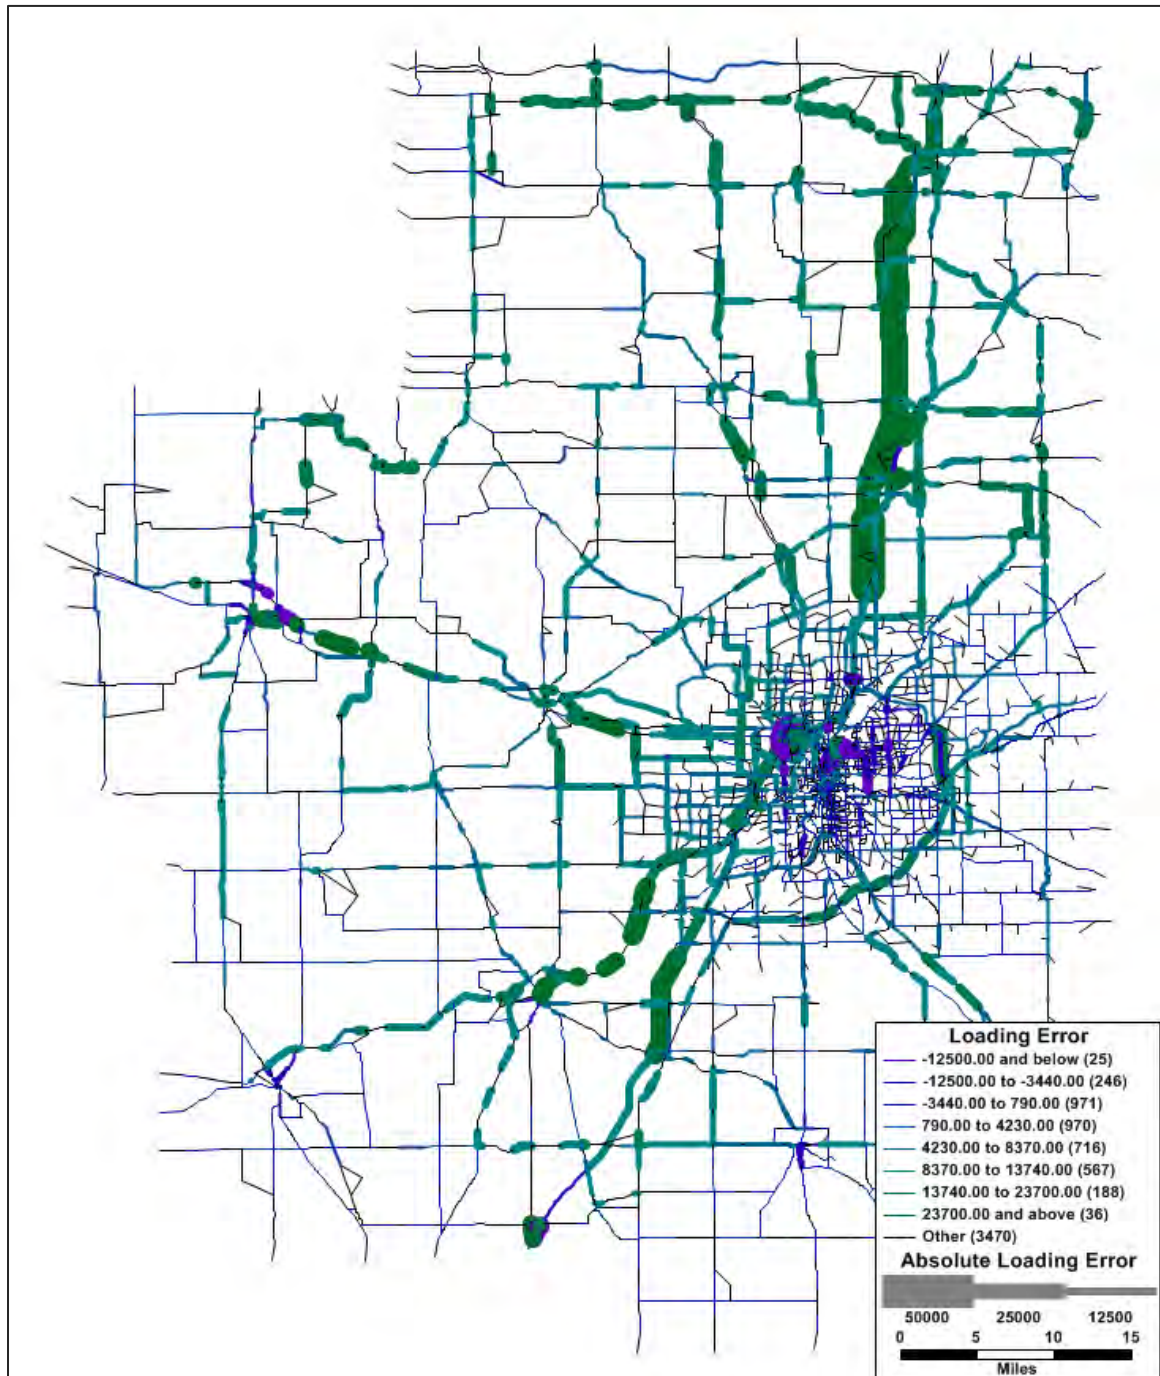 Loading Error
-12500.00 and below (25)
-12500.00 to -3440.00 (246)
-3440.00 to 790.00 (971)
790.00 to 4230.00 (970)
4230.00 to 8370.00 (716)
8370.00 to 13740.00 (567)
13740.00 to 23700.00 (188)
23700.00 and above (36)
Other (3470)
Absolute Loading Error
50000 25000 12500
0 5 10 15
Miles